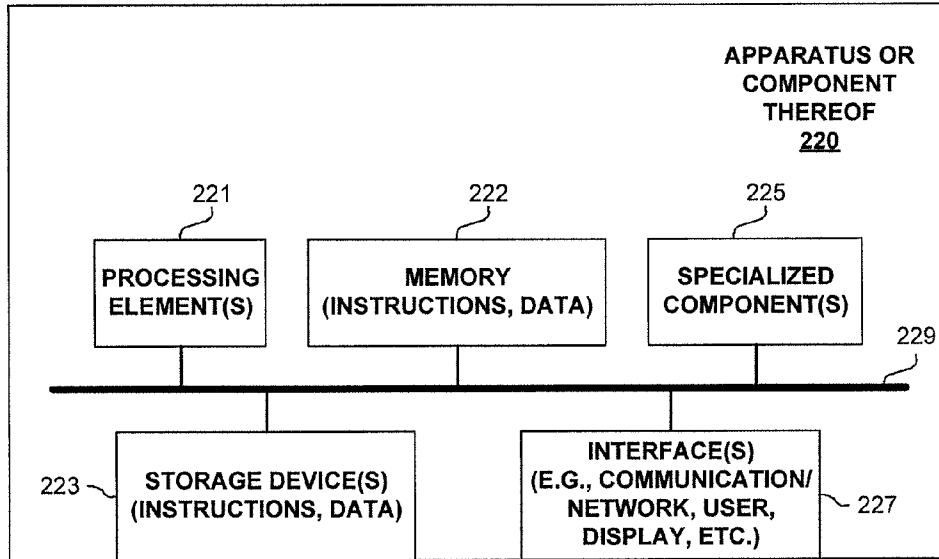 APPARATUS OR
COMPONENT
THEREOF
220
221
222
225
PROCESSING
ELEMENT(S)
MEMORY
(INSTRUCTIONS, DATA)
SPECIALIZED
COMPONENT(S)
229
223
STORAGE DEVICE(S)
(INSTRUCTIONS, DATA)
INTERFACE(S)
(E.G., COMMUNICATION/
NETWORK, USER,
DISPLAY, ETC.)
227